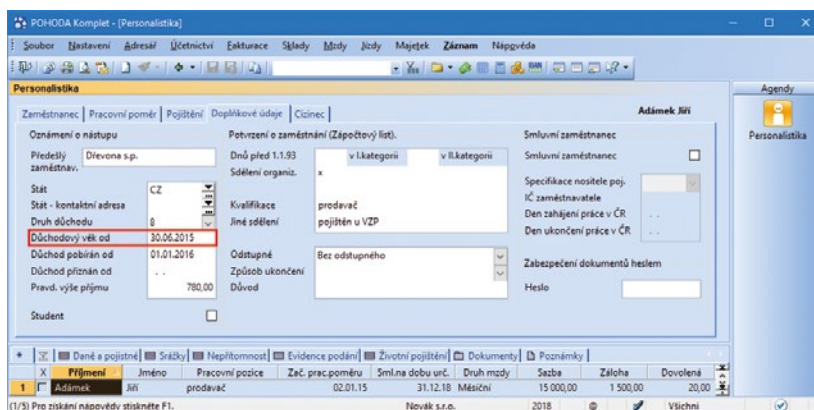 POHODA Komplet - [Personalistika]
Soubor Nastavení Adresář Účetnictví Fakturace Sklady Mzdy Jízdy Majetek Záznam Nápověda
Personalistika
Agendy
Zaměstnanec Pracovní poměr Pojištění Doplňkové údaje Cizinec
Adámek Jiří
Personalistika
Oznámení o nástupu
Předešlý zaměstnav. Dřevona s.p.
Stát CZ
Stát - kontaktní adresa
Druh důchodu 8
Důchodový věk od 30.06.2015
Důchod pobírán od 01.01.2016
Důchod přiznán od . .
Pravd. výše příjmu 780,00
Student
Potvrzení o zaměstnání (Zápočtový list).
Dnů před 1.1.93 v I.kategorii v II.kategorii
Sdělení organiz. x
Kvalifikace prodavač
Jiné sdělení pojištěn u VZP
Odstupné Bez odstupného
Způsob ukončení
Důvod
Smluvní zaměstnanec
Smluvní zaměstnanec
Specifikace nositele poj.
IČ zaměstnavatele
Den zahájení práce v ČR . .
Den ukončení práce v ČR . .
Zabezpečení dokumentů heslem
Heslo
Daně a pojistné Srážky Nepřítomnost Evidence podání Životní pojištění Dokumenty Poznámky
X Příjmení Jméno Pracovní pozice Zač. prac.poměru Sml.na dobu urč. Druh mzdy Sazba Záloha Dovolená
1 Adámek Jiří prodavač 02.01.15 31.12.18 Měsíční 15 000,00 1 500,00 20,00
(1/5) Pro získání nápovědy stiskněte F1. Novák s.r.o. 2018 @ Všichni